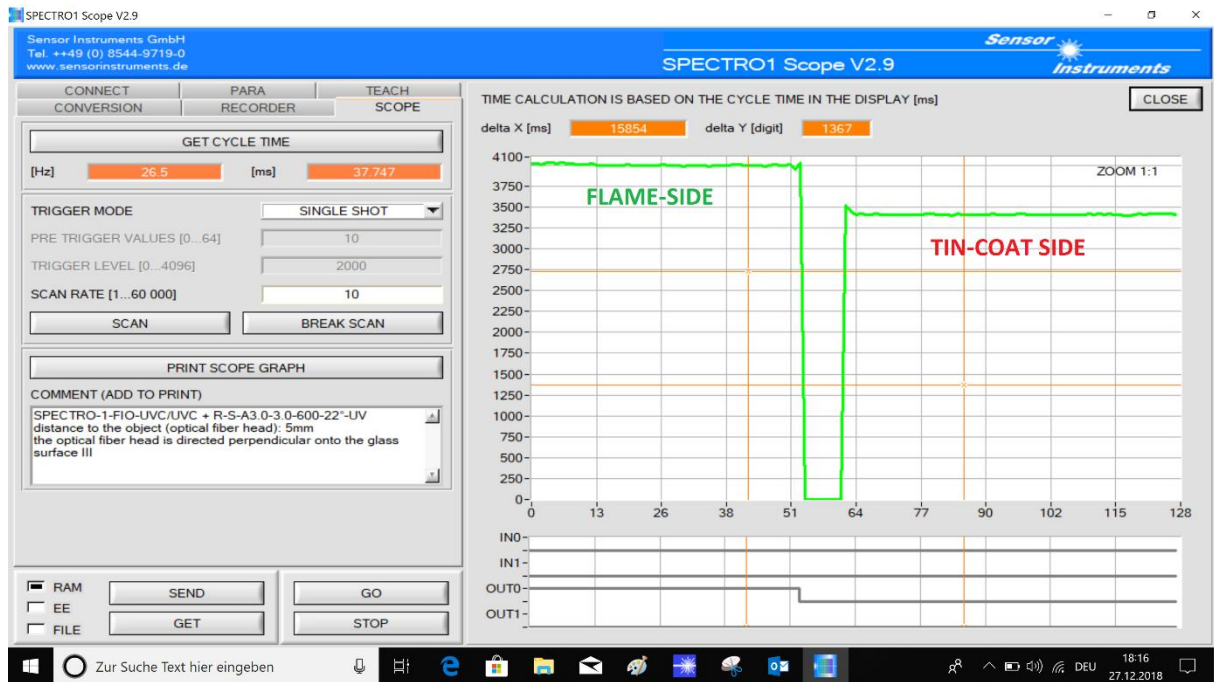 SPECTRO1 Scope V2.9
Sensor Instruments GmbH
Tel. ++49 (0) 8544-9719-0
www.sensorinstruments.de
SPECTRO1 Scope V2.9
Sensor
Instruments
CONNECT PARA TEACH
CONVERSION RECORDER SCOPE
GET CYCLE TIME
[Hz] 26.5 [ms] 37.747
TRIGGER MODE SINGLE SHOT
PRE TRIGGER VALUES [0...64] 10
TRIGGER LEVEL [0...4096] 2000
SCAN RATE [1...60 000] 10
SCAN BREAK SCAN
PRINT SCOPE GRAPH
COMMENT (ADD TO PRINT)
SPECTRO-1-FIO-UVC/UVC + R-S-A3.0-3.0-600-22°-UV
distance to the object (optical fiber head): 5mm
the optical fiber head is directed perpendicular onto the glass
surface III
RAM
EE
FILE
SEND GO
GET STOP
TIME CALCULATION IS BASED ON THE CYCLE TIME IN THE DISPLAY [ms]
CLOSE
delta X [ms] 15854 delta Y [digit] 1367
ZOOM 1:1
FLAME-SIDE
TIN-COAT SIDE
4100-
3750-
3500-
3250-
3000-
2750-
2500-
2250-
2000-
1750-
1500-
1250-
1000-
750-
500-
250-
0-
0 13 26 38 51 64 77 90 102 115 128
IN0-
IN1-
OUT0-
OUT1-
Zur Suche Text hier eingeben
DEU
18:16
27.12.2018